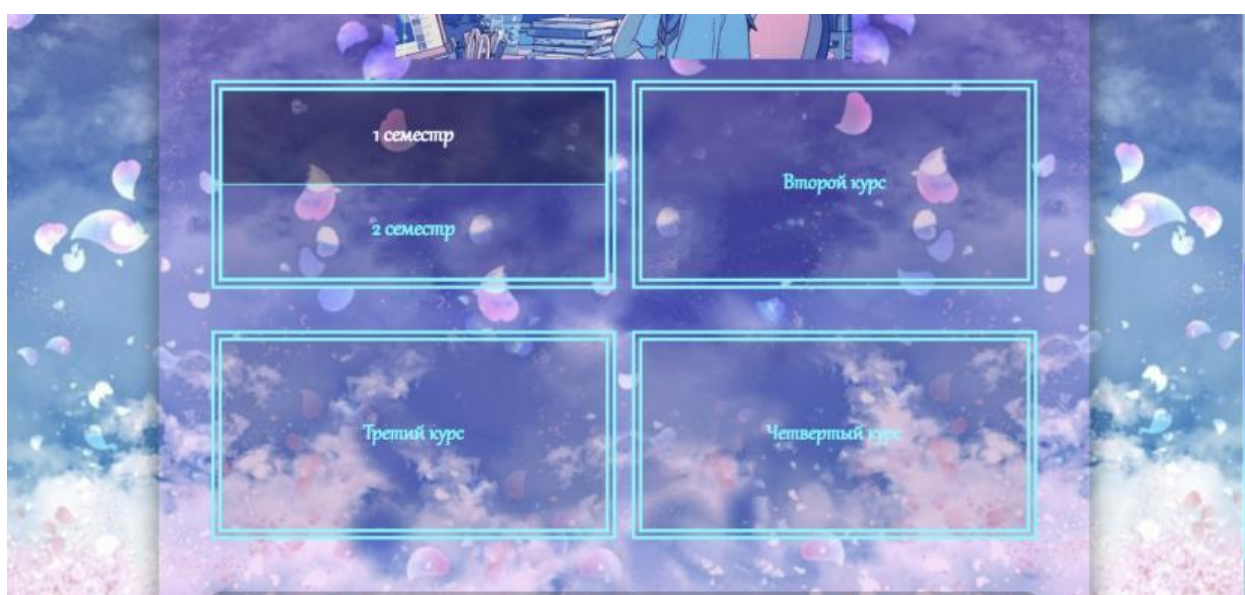 1 семестр
2 семестр
Второй курс
Третий курс
Четвертый курс